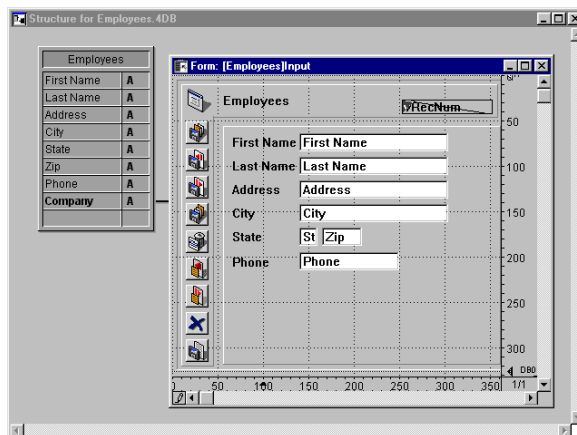 Structure for Employees.4DB
Employees
First Name A
Last Name A
Address A
City A
State A
Zip A
Phone A
Company A
Form: [Employees]Input
Employees
First Name First Name
Last Name Last Name
Address Address
City City
State St Zip
Phone Phone
50
100
150
200
250
300
DB0
0 50 100 150 200 250 300 350 1/1